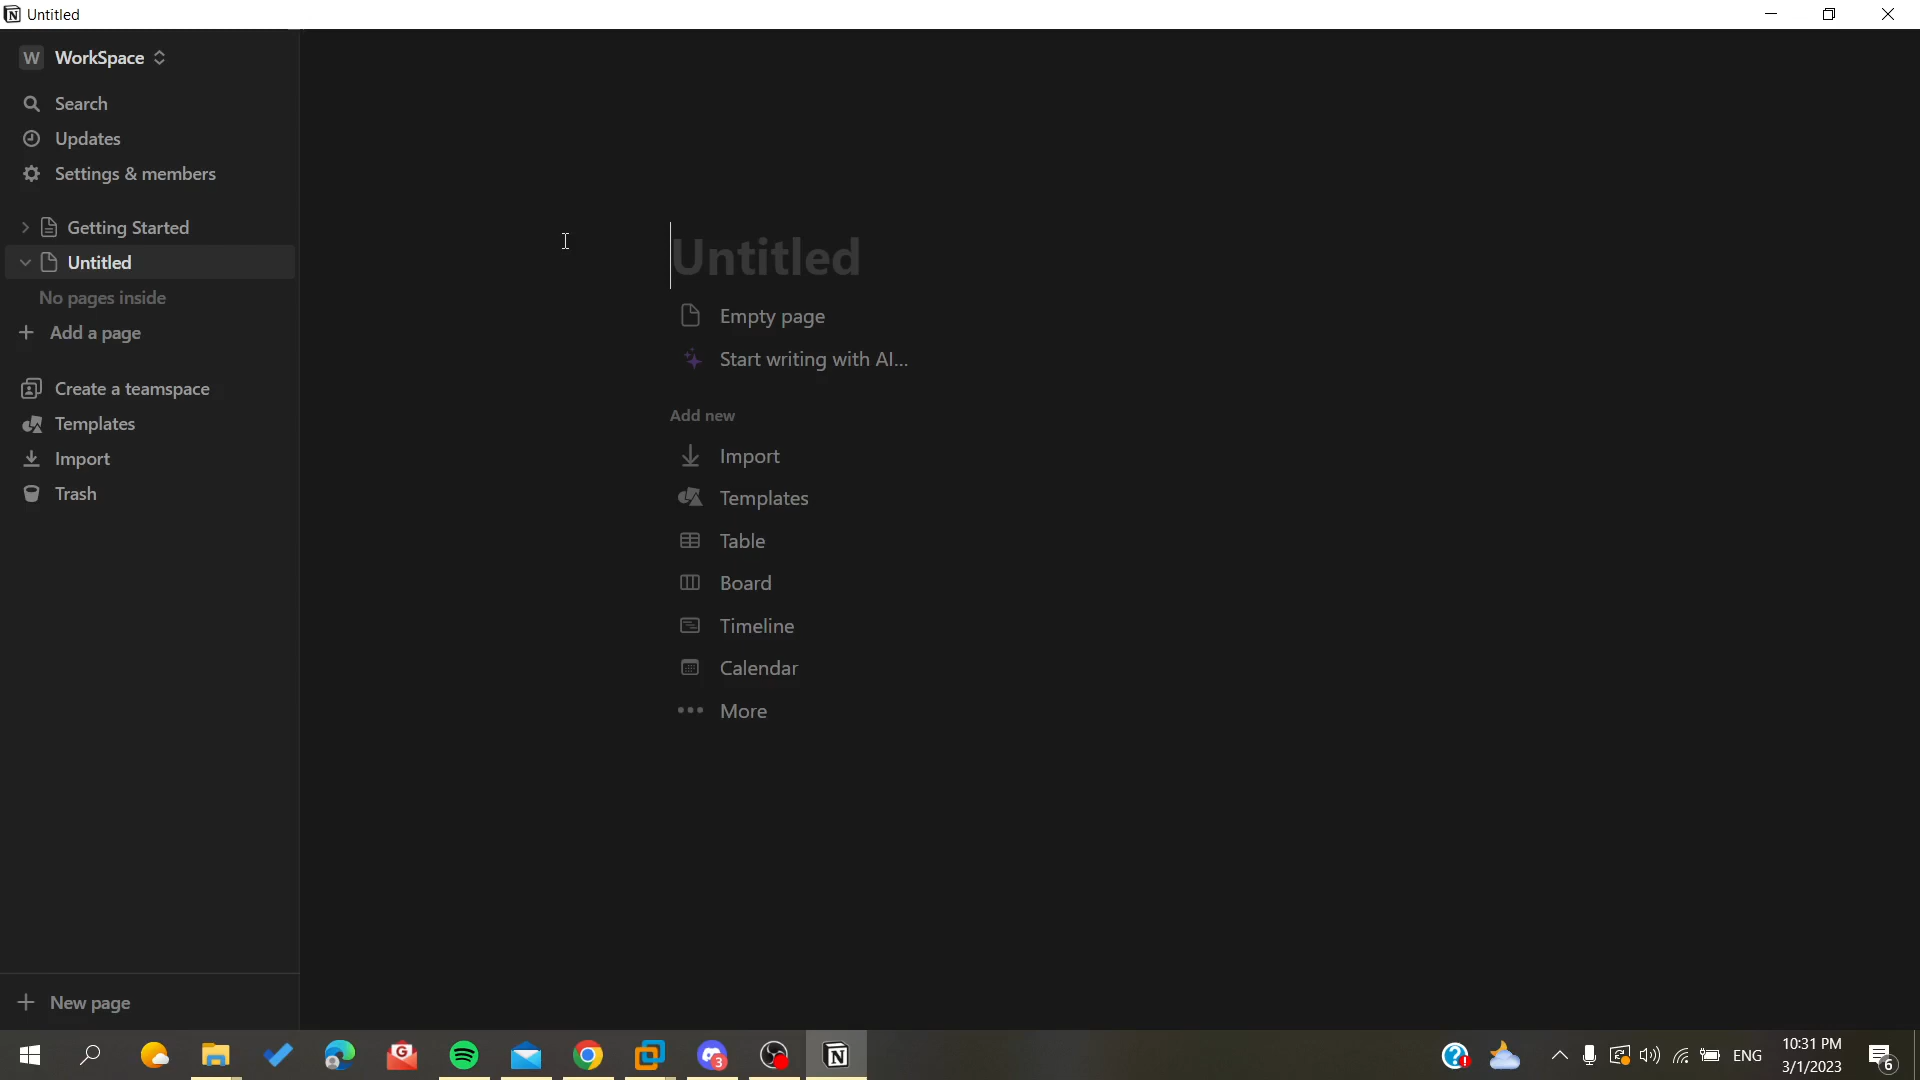 Untitled
W WorkSpace
Search
Updates
Settings & members
Getting Started
Untitled
No pages inside
Add a page
Create a teamspace
Templates
Import
Trash
New page
Untitled
Empty page
Start writing with AI...
Add new
Import
Templates
Table
Board
Timeline
Calendar
More
3
ENG
10:31 PM
3/1/2023
6